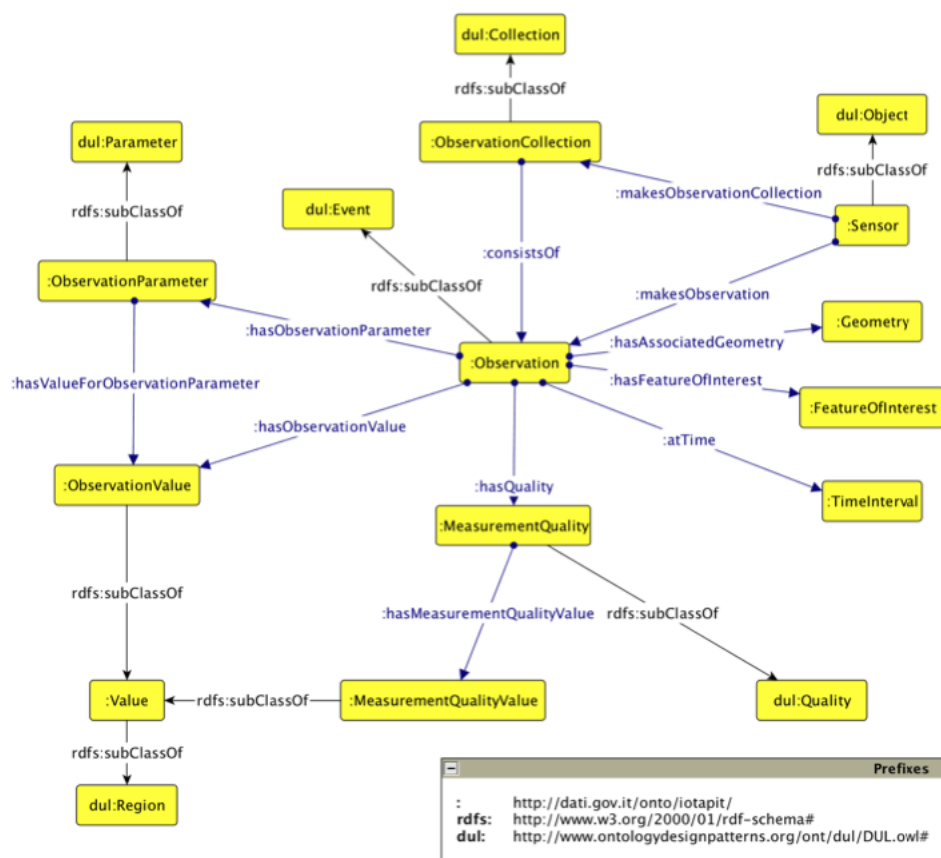 dul:Collection
rdfs:subClassOf
dul:Object
:ObservationCollection
dul:Parameter
rdfs:subClassOf
:makesObservationCollection
rdfs:subClassOf
dul:Event
:Sensor
:consistsOf
rdfs:subClassOf
:ObservationParameter
:makesObservation
:hasObservationParameter
:hasAssociatedGeometry
:Geometry
:Observation
:hasValueForObservationParameter
:hasFeatureOfInterest
:FeatureOfInterest
:hasObservationValue
:atTime
:ObservationValue
:hasQuality
:TimeInterval
:MeasurementQuality
rdfs:subClassOf
:hasMeasurementQualityValue
rdfs:subClassOf
:Value
rdfs:subClassOf
:MeasurementQualityValue
dul:Quality
rdfs:subClassOf
dul:Region
Prefixes
: http://dati.gov.it/onto/iotapit/
rdfs: http://www.w3.org/2000/01/rdf-schema#
dul: http://www.ontologydesignpatterns.org/ont/dul/DUL.owl#